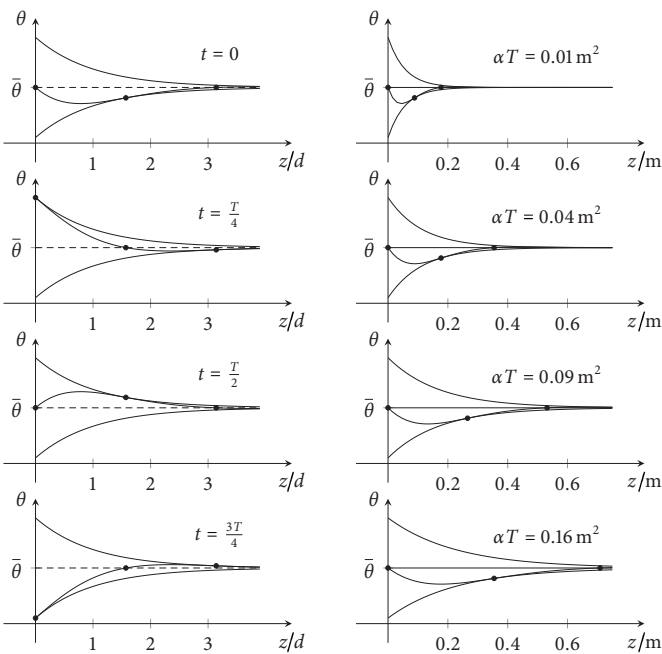 θ
t = 0
θ̄
1 2 3 z/d
θ
αT = 0.01 m²
θ̄
0.2 0.4 0.6 z/m
θ
t = T/4
θ̄
1 2 3 z/d
θ
αT = 0.04 m²
θ̄
0.2 0.4 0.6 z/m
θ
t = T/2
θ̄
1 2 3 z/d
θ
αT = 0.09 m²
θ̄
0.2 0.4 0.6 z/m
θ
t = 3T/4
θ̄
1 2 3 z/d
θ
αT = 0.16 m²
θ̄
0.2 0.4 0.6 z/m